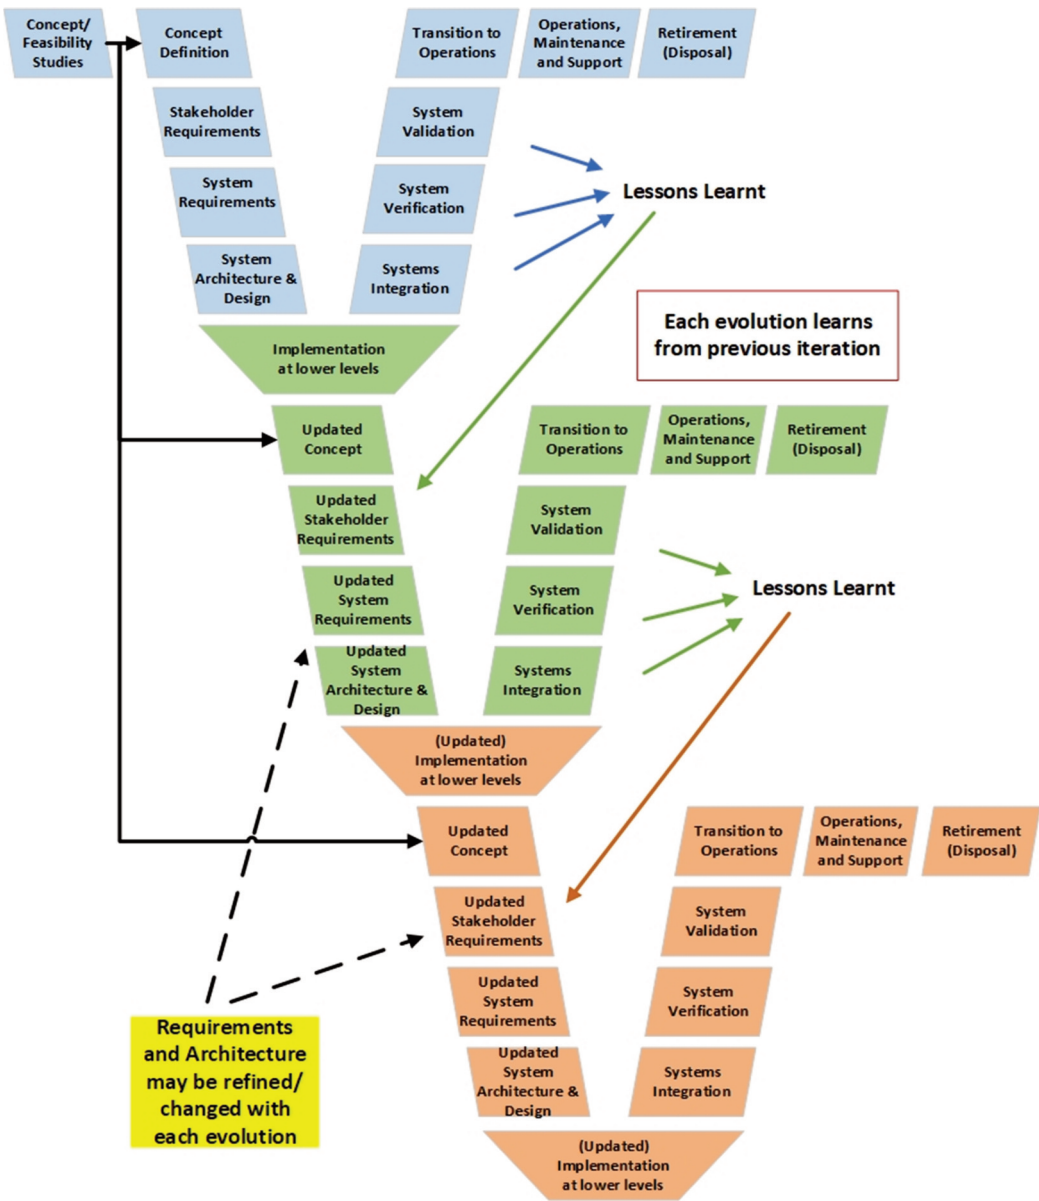 Concept/
Feasibility
Studies
Concept
Definition
Transition to
Operations
Operations,
Maintenance
and Support
Retirement
(Disposal)
Stakeholder
Requirements
System
Validation
System
Requirements
System
Verification
Lessons Learnt
System
Architecture &
Design
Systems
Integration
Each evolution learns
from previous iteration
Implementation
at lower levels
Updated
Concept
Transition to
Operations
Operations,
Maintenance
and Support
Retirement
(Disposal)
Updated
Stakeholder
Requirements
System
Validation
Updated
System
Requirements
System
Verification
Lessons Learnt
Updated
System
Architecture &
Design
Systems
Integration
(Updated)
Implementation
at lower levels
Updated
Concept
Transition to
Operations
Operations,
Maintenance
and Support
Retirement
(Disposal)
Updated
Stakeholder
Requirements
System
Validation
Updated
System
Requirements
System
Verification
Requirements
and Architecture
may be refined/
changed with
each evolution
Updated
System
Architecture &
Design
Systems
Integration
(Updated)
Implementation
at lower levels